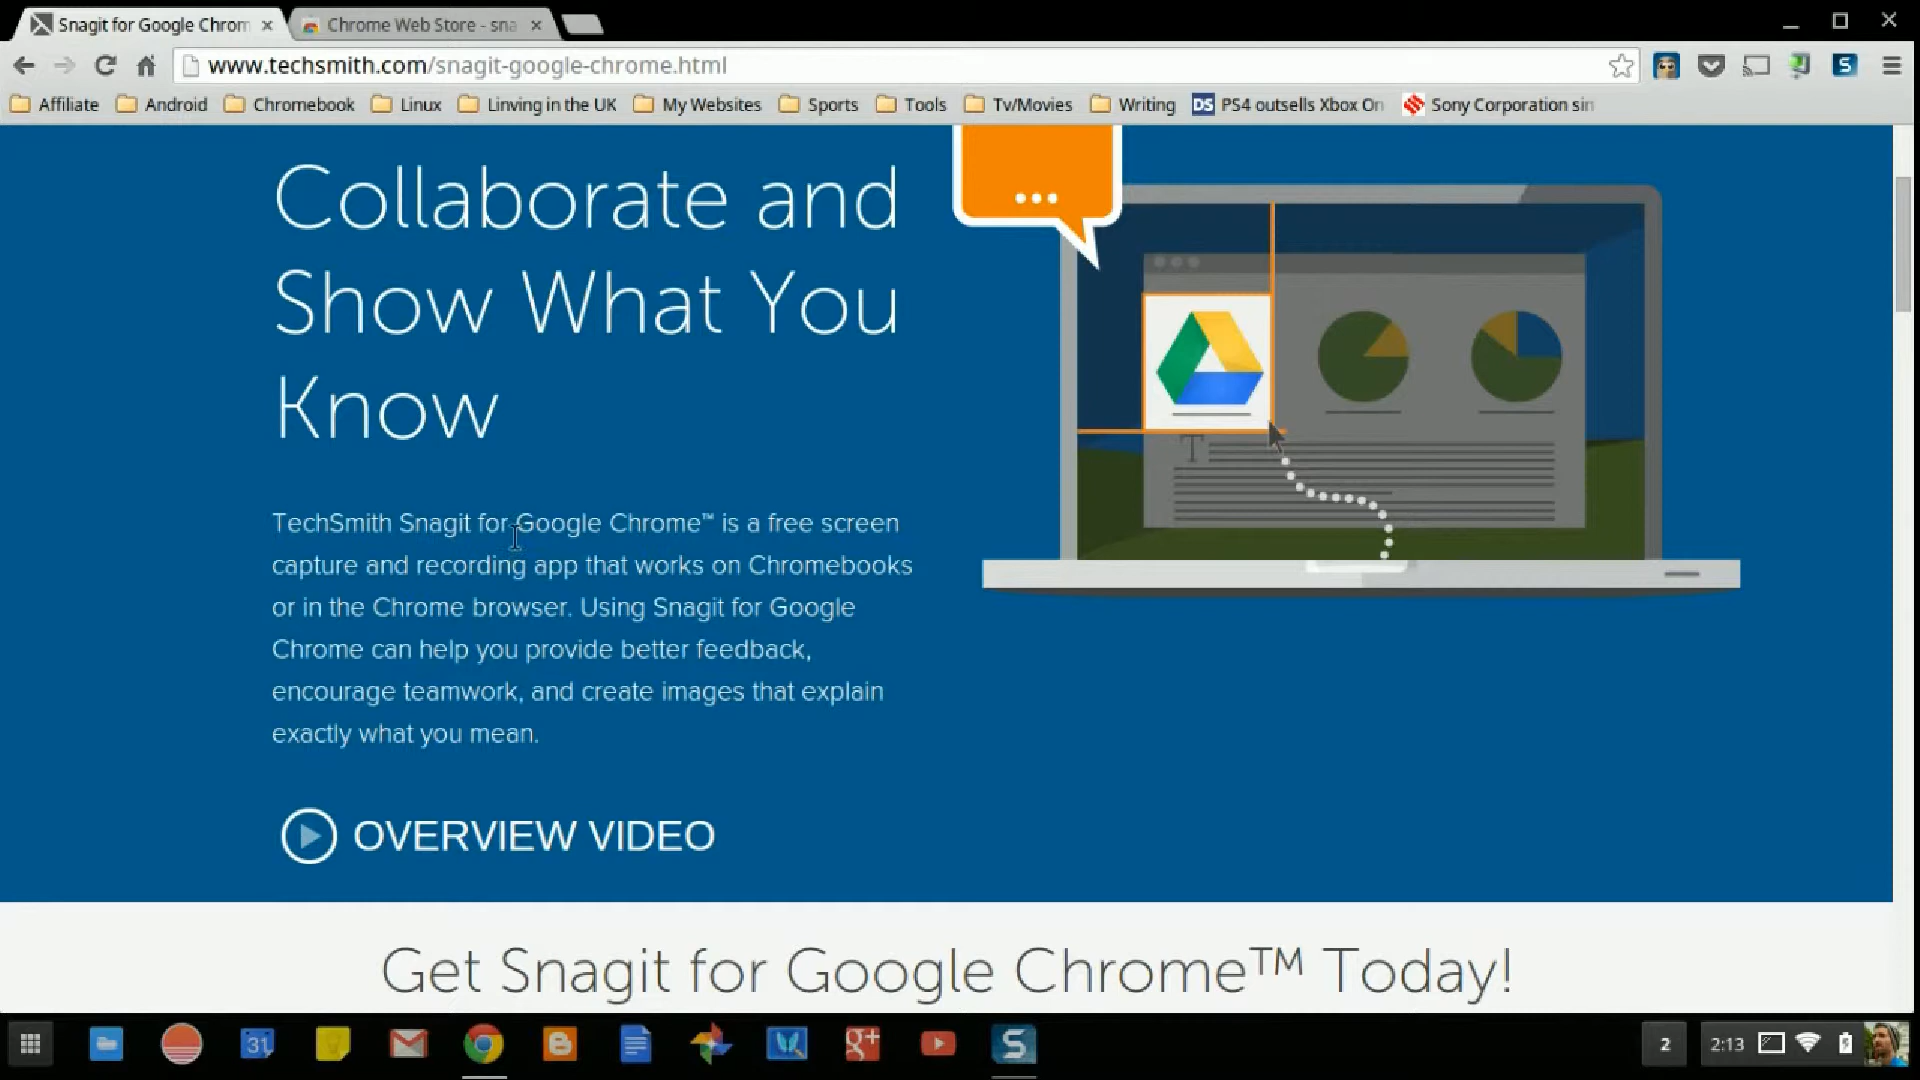 Snagit for Google Chrom
Chrome Web Store - sna
www.techsmith.com/snagit-google-chrome.html
S
Affiliate Android Chromebook Linux Linving in the UK My Websites Sports Tools Tv/Movies Writing DS PS4 outsells Xbox On Sony Corporation sin
Collaborate and
Show What You
Know
T
TechSmith Snagit for Google Chrome™ is a free screen
capture and recording app that works on Chromebooks
or in the Chrome browser. Using Snagit for Google
Chrome can help you provide better feedback,
encourage teamwork, and create images that explain
exactly what you mean.
OVERVIEW VIDEO
Get Snagit for Google Chrome™ Today!
31 g+ S 2 2:13